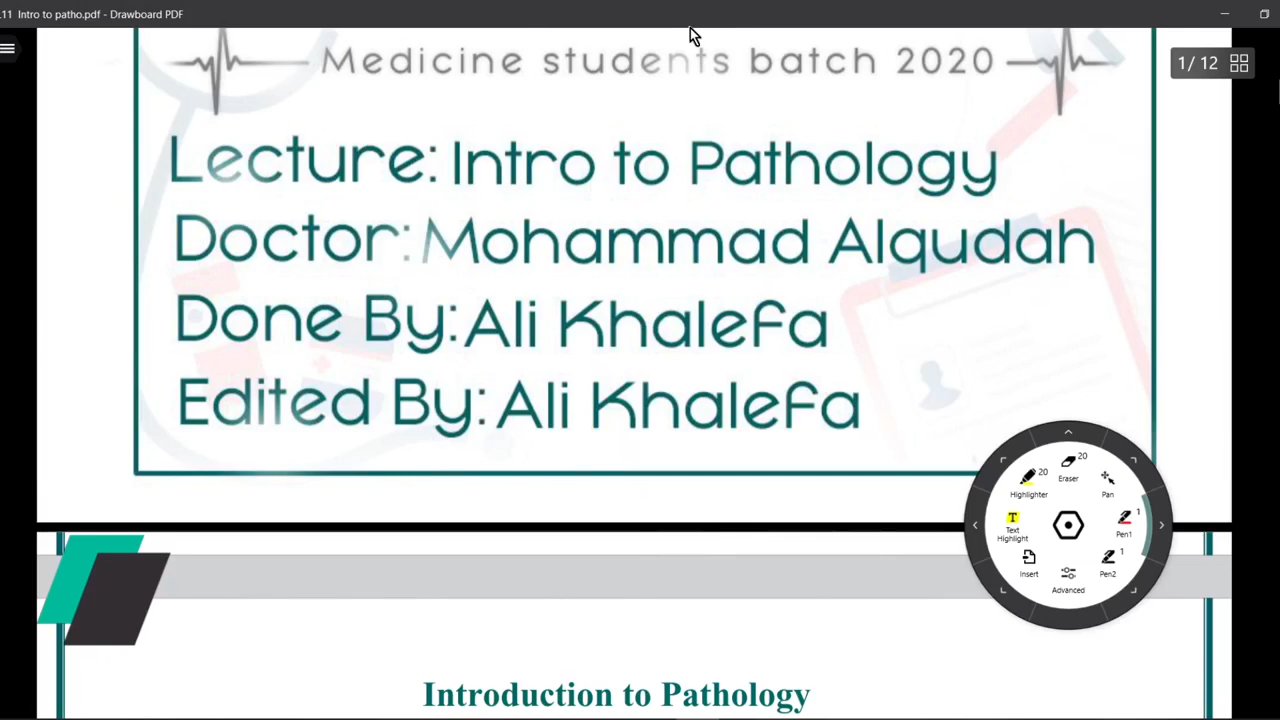 .11 Intro to patho.pdf - Drawboard PDF
Medicine students batch 2020
1/ 12
Lecture: Intro to Pathology
Doctor: Mohammad Alqudah
Done By: Ali Khalefa
Edited By: Ali Khalefa
20
Eraser
20
Highlighter
Pan
T
Text
Highlight
1
Pen1
Insert
1
Pen2
Advanced
Introduction to Pathology